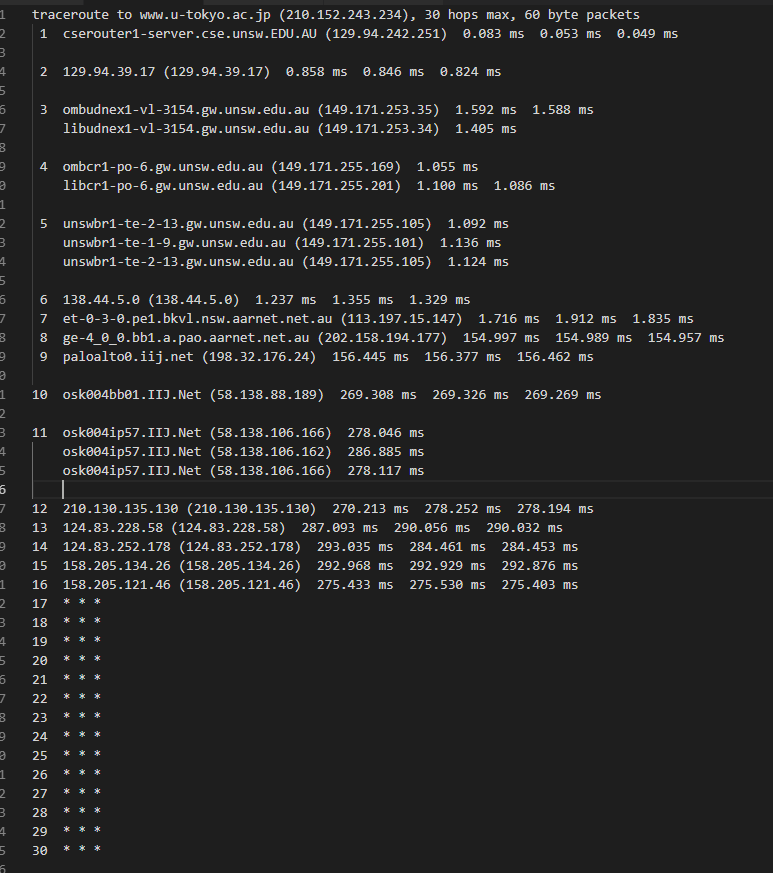 traceroute to www.u-tokyo.ac.jp (210.152.243.234), 30 hops max, 60 byte packets
1 cserouter1-server.cse.unsw.EDU.AU (129.94.242.251) 0.083 ms 0.053 ms 0.049 ms
2 129.94.39.17 (129.94.39.17) 0.858 ms 0.846 ms 0.824 ms
3 ombudnex1-vl-3154.gw.unsw.edu.au (149.171.253.35) 1.592 ms 1.588 ms
libudnex1-vl-3154.gw.unsw.edu.au (149.171.253.34) 1.405 ms
4 ombcr1-po-6.gw.unsw.edu.au (149.171.255.169) 1.055 ms
libcr1-po-6.gw.unsw.edu.au (149.171.255.201) 1.100 ms 1.086 ms
5 unswbr1-te-2-13.gw.unsw.edu.au (149.171.255.105) 1.092 ms
unswbr1-te-1-9.gw.unsw.edu.au (149.171.255.101) 1.136 ms
unswbr1-te-2-13.gw.unsw.edu.au (149.171.255.105) 1.124 ms
6 138.44.5.0 (138.44.5.0) 1.237 ms 1.355 ms 1.329 ms
7 et-0-3-0.pe1.bkvl.nsw.aarnet.net.au (113.197.15.147) 1.716 ms 1.912 ms 1.835 ms
8 ge-4_0_0.bb1.a.pao.aarnet.net.au (202.158.194.177) 154.997 ms 154.989 ms 154.957 ms
9 paloalto0.iij.net (198.32.176.24) 156.445 ms 156.377 ms 156.462 ms
10 osk004bb01.IIJ.Net (58.138.88.189) 269.308 ms 269.326 ms 269.269 ms
11 osk004ip57.IIJ.Net (58.138.106.166) 278.046 ms
osk004ip57.IIJ.Net (58.138.106.162) 286.885 ms
osk004ip57.IIJ.Net (58.138.106.166) 278.117 ms
12 210.130.135.130 (210.130.135.130) 270.213 ms 278.252 ms 278.194 ms
13 124.83.228.58 (124.83.228.58) 287.093 ms 290.056 ms 290.032 ms
14 124.83.252.178 (124.83.252.178) 293.035 ms 284.461 ms 284.453 ms
15 158.205.134.26 (158.205.134.26) 292.968 ms 292.929 ms 292.876 ms
16 158.205.121.46 (158.205.121.46) 275.433 ms 275.530 ms 275.403 ms
17 * * *
18 * * *
19 * * *
20 * * *
21 * * *
22 * * *
23 * * *
24 * * *
25 * * *
26 * * *
27 * * *
28 * * *
29 * * *
30 * * *